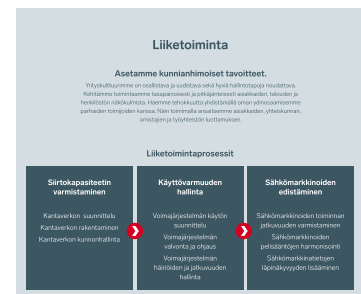 Liiketoiminta
Asetamme kunnianhimoiset tavoitteet.
Yrityskulttuurimme on osallistava ja uudistava sekä hyviä hallintotapoja noudattava.
Kehitämme toimintaamme tasapainoisesti ja pitkäjänteisesti asiakkaiden, talouden ja
henkilöstön näkökulmista. Haemme tehokkuutta yhdistämällä oman ydinosaamisemme
parhaiden toimijoiden kanssa. Näin toimimalla ansaitsemme asiakkaiden, yhteiskunnan,
omistajien ja työyhteisön luottamuksen.
Liiketoimintaprosessit
Siirtokapasiteetin
varmistaminen
Kantaverkon suunnittelu
Kantaverkon rakentaminen
Kantaverkon kunnonhallinta
Käyttövarmuuden
hallinta
Voimajärjestelmän käytön
suunnittelu
Voimajärjestelmän
valvonta ja ohjaus
Voimajärjestelmän
häiriöiden ja jatkuvuuden
hallinta
Sähkömarkkinoiden
edistäminen
Sähkömarkkinoiden toiminnan
jatkuvuuden varmistaminen
Sähkömarkkinoiden
pelisääntöjen harmonisointi
Sähkömarkkinatietojen
läpinäkyvyyden lisääminen